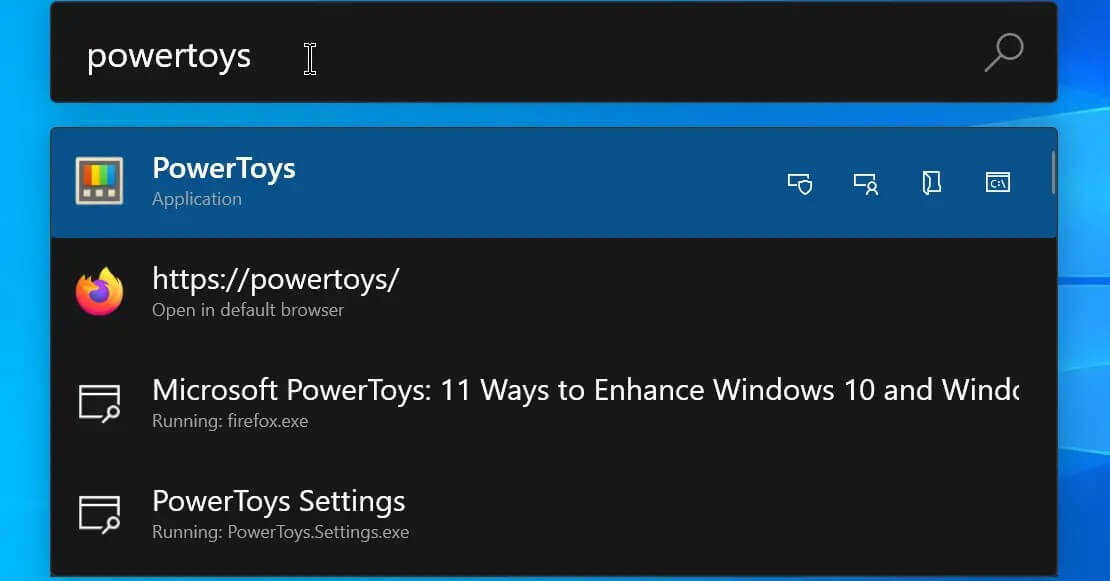 powertoys
PowerToys
Application
C:\
https://powertoys/
Open in default browser
Microsoft PowerToys: 11 Ways to Enhance Windows 10 and
Running: firefox.exe
PowerToys Settings
Running: PowerToys.Settings.exe